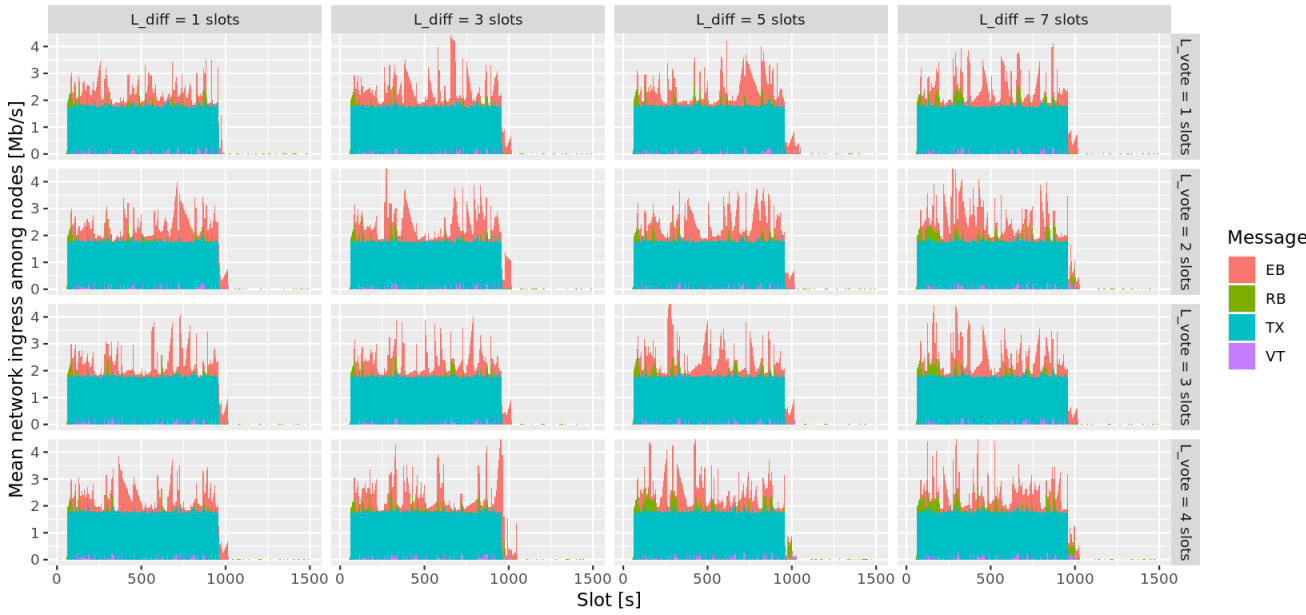 L_diff = 1 slots
L_diff = 3 slots
L_diff = 5 slots
L_diff = 7 slots
Mean network ingress among nodes [Mb/s]
4
3
2
1
0
L_vote = 1 slots
4
3
2
1
0
L_vote = 2 slots
4
3
2
1
0
L_vote = 3 slots
4
3
2
1
0
L_vote = 4 slots
0 500 1000 1500
0 500 1000 1500
0 500 1000 1500
0 500 1000 1500
Slot [s]
Message
EB
RB
TX
VT